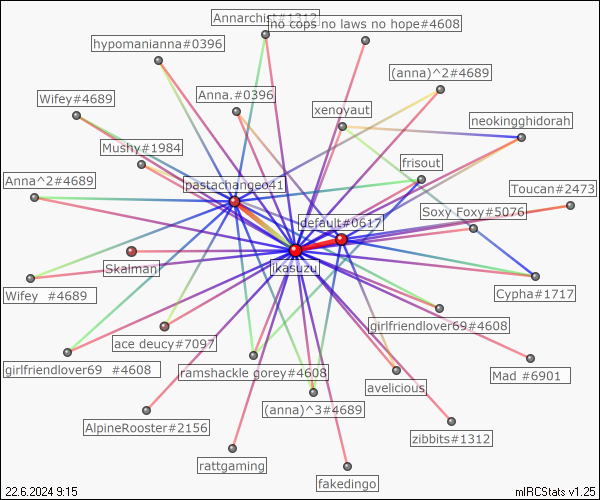 Annarchist#1312
no cops no laws no hope#4608
hypomanianna#0396
(anna)^2#4689
Wifey#4689
Anna.#0396
xenovaut
neokingghidorah
Mushy#1984
frisout
Anna^2#4689
pastachangeo41
Toucan#2473
Soxy Foxy#5076
default#0617
Skalman
ikasuzu
Wifey #4689
Cypha#1717
girlfriendlover69#4608
ace deucy#7097
girlfriendlover69 #4608
ramshackle gorey#4608
Mad #6901
avelicious
(anna)^3#4689
AlpineRooster#2156
zibbits#1312
rattgaming
fakedingo
22.6.2024 9:15
mIRCStats v1.25